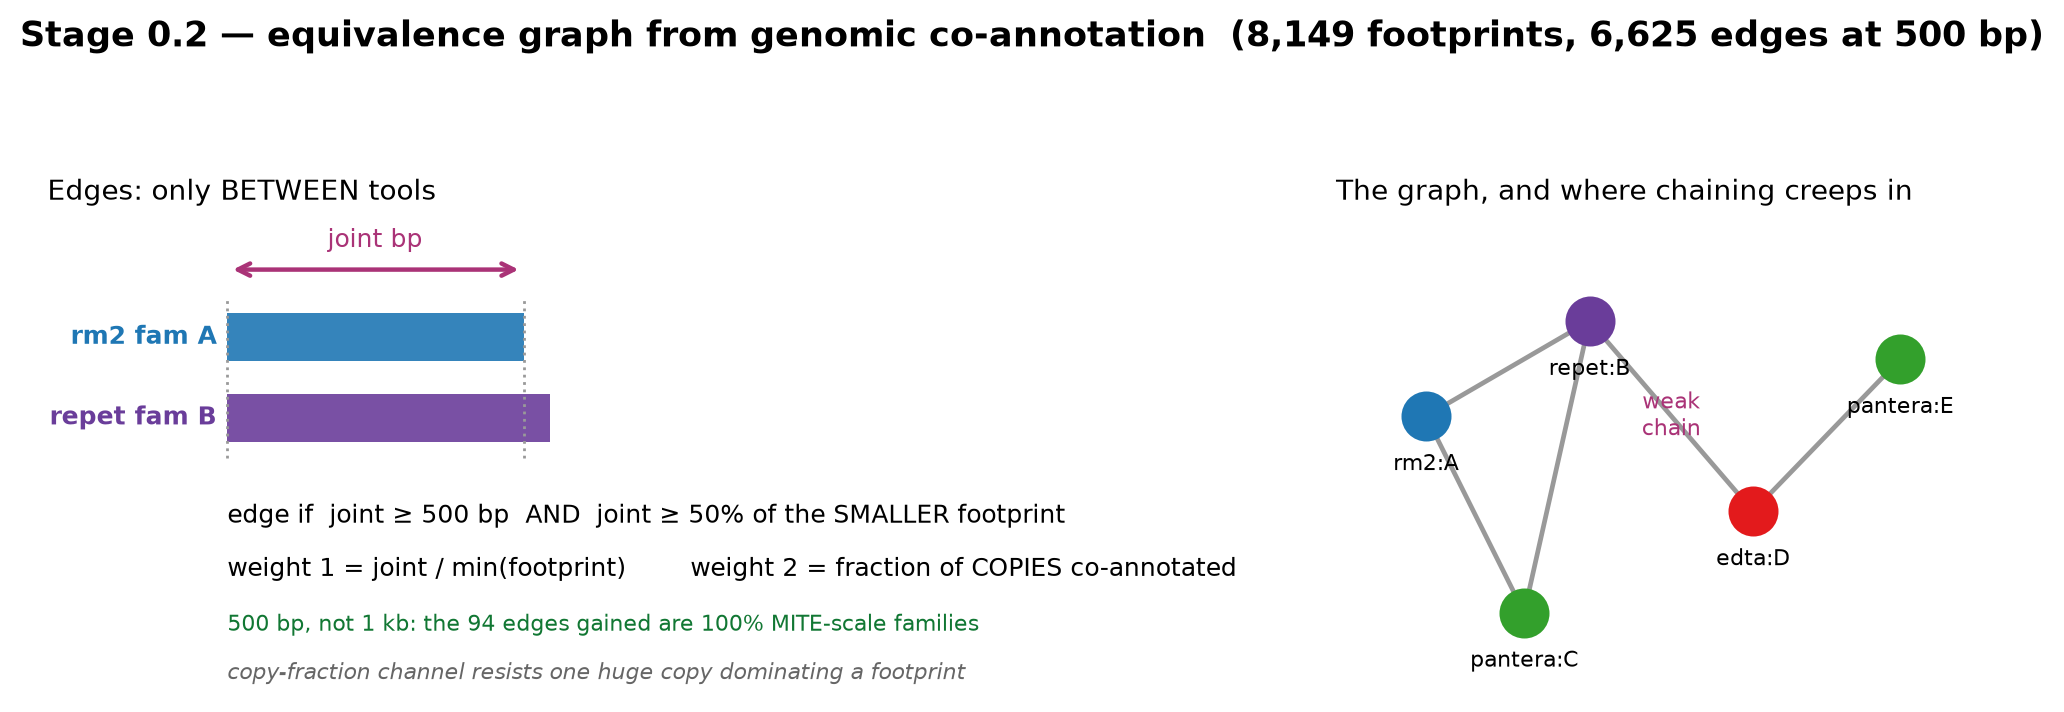 Stage 0.2 — equivalence graph from genomic co-annotation  (8,149 footprints, 6,625 edges at 500 bp)
Edges: only BETWEEN tools
joint bp
rm2 fam A
repet fam B
edge if  joint ≥ 500 bp  AND  joint ≥ 50% of the SMALLER footprint
weight 1 = joint / min(footprint)        weight 2 = fraction of COPIES co-annotated
500 bp, not 1 kb: the 94 edges gained are 100% MITE-scale families
copy-fraction channel resists one huge copy dominating a footprint
The graph, and where chaining creeps in
repet:B
weak
chain
pantera:E
rm2:A
edta:D
pantera:C